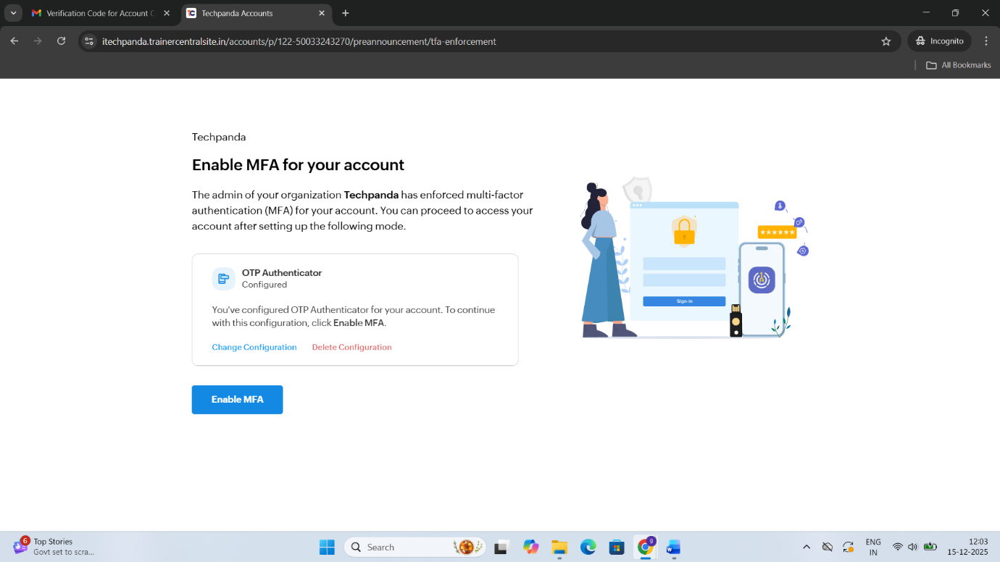 Verification Code for Account C
Techpanda Accounts
itechpanda.trainercentralsite.in/accounts/p/122-50033243270/preannouncement/tfa-enforcement
Incognito
All Bookmarks
Techpanda
Enable MFA for your account
The admin of your organization Techpanda has enforced multi-factor
authentication (MFA) for your account. You can proceed to access your
account after setting up the following mode.
OTP Authenticator
Configured
You've configured OTP Authenticator for your account. To continue
with this configuration, click Enable MFA.
Change Configuration Delete Configuration
Enable MFA
******
Sign-in
6
Top Stories
Govt set to scra...
Search
g
ENG
IN
12:03
15-12-2025